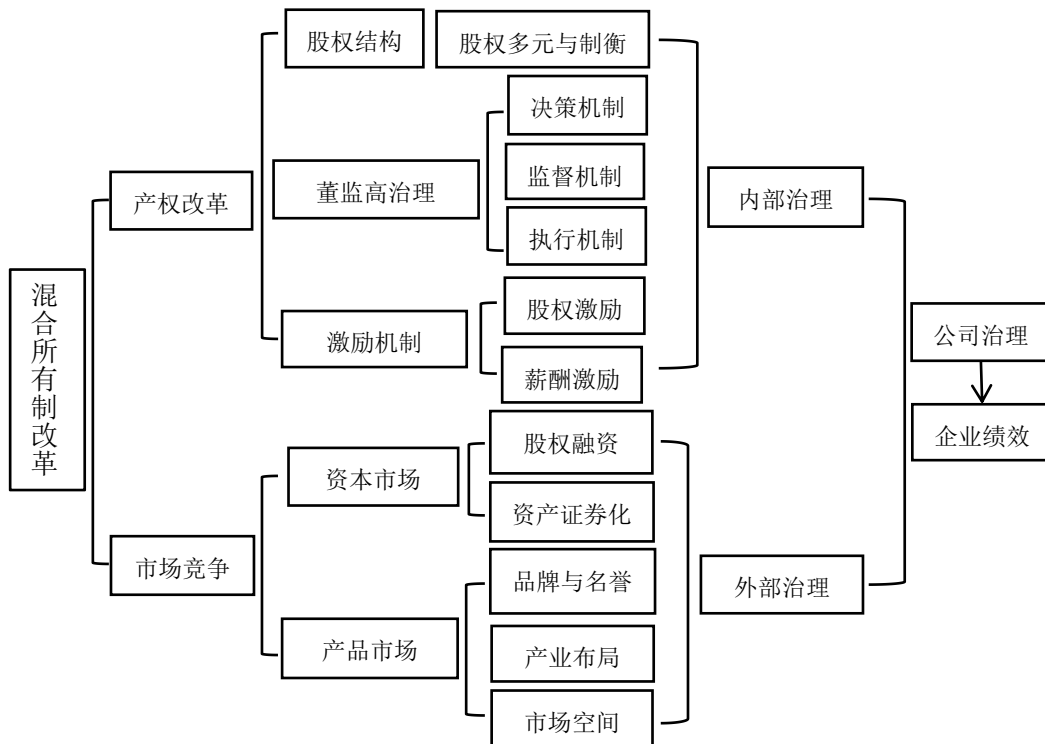 股权结构
股权多元与制衡
决策机制
产权改革
董监高治理
监督机制
内部治理
执行机制
混合所有制改革
激励机制
股权激励
薪酬激励
公司治理
企业绩效
资本市场
股权融资
资产证券化
市场竞争
品牌与名誉
外部治理
产品市场
产业布局
市场空间